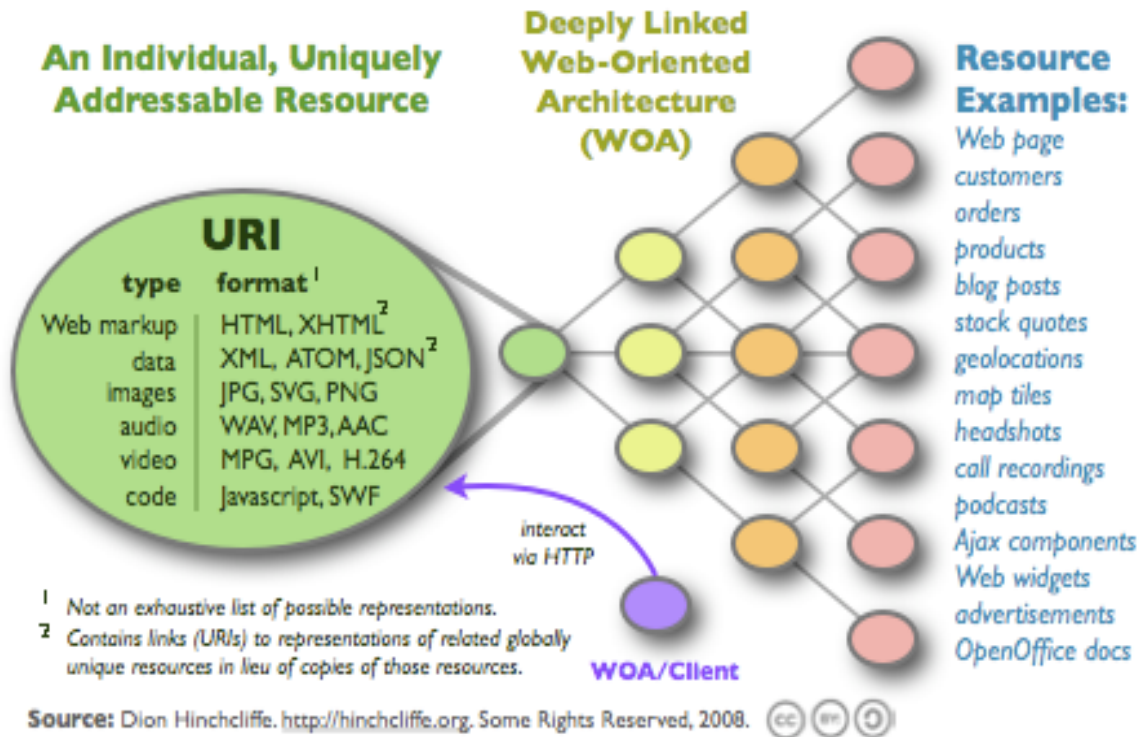 An Individual, Uniquely
Addressable Resource
Deeply Linked
Web-Oriented
Architecture
(WOA)
Resource
Examples:
Web page
customers
orders
products
blog posts
stock quotes
geolocations
map tiles
headshots
call recordings
podcasts
Ajax components
Web widgets
advertisements
OpenOffice docs
URI
type format 1
Web markup HTML, XHTML 2
data XML, ATOM, JSON 2
images JPG, SVG, PNG
audio WAV, MP3, AAC
video MPG, AVI, H.264
code Javascript, SWF
interact
via HTTP
WOA/Client
1 Not an exhaustive list of possible representations.
2 Contains links (URIs) to representations of related globally
unique resources in lieu of copies of those resources.
Source: Dion Hinchcliffe. http://hinchcliffe.org. Some Rights Reserved, 2008.
cc BY